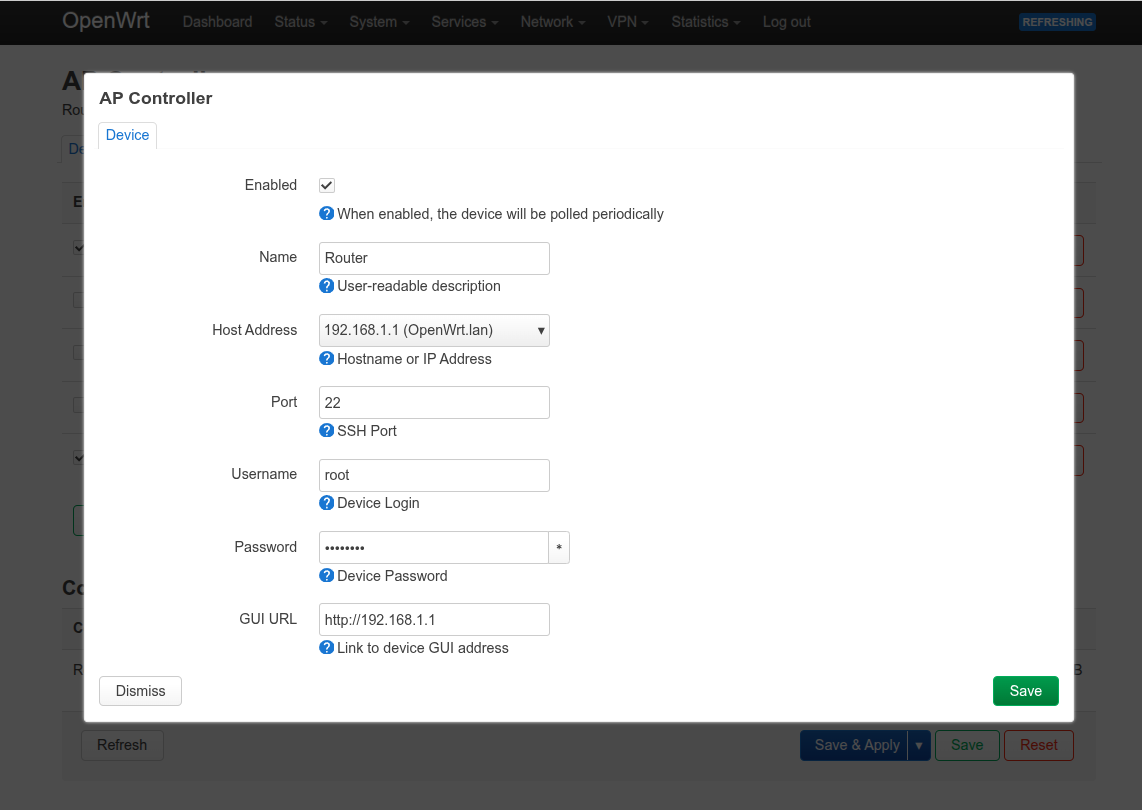 OpenWrt Dashboard Status System Services Network VPN Statistics Log out REFRESHING
AP Controller
Device
Enabled
When enabled, the device will be polled periodically
Name Router
User-readable description
Host Address 192.168.1.1 (OpenWrt.lan)
Hostname or IP Address
Port 22
SSH Port
Username root
Device Login
Password •••••••• *
Device Password
GUI URL http://192.168.1.1
Link to device GUI address
Dismiss Save
Refresh Save & Apply Save Reset